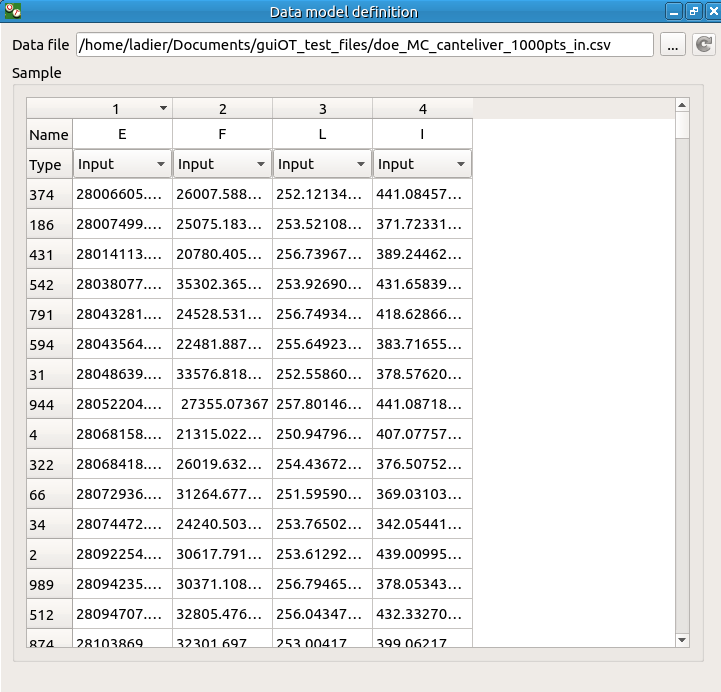 Data model definition
Data file /home/ladier/Documents/guiOT_test_files/doe_MC_canteliver_1000pts_in.csv ...
Sample
1 2 3 4
Name E F L I
Type Input Input Input Input
374 28006605.… 26007.588… 252.12134… 441.08457…
186 28007499.… 25075.183… 253.52108… 371.72331…
431 28014113.… 20780.405… 256.73967… 389.24462…
542 28038077.… 35302.365… 253.92690… 431.65839…
791 28043281.… 24528.531… 256.74934… 418.62866…
594 28043564.… 22481.887… 255.64923… 383.71655…
31 28048639.… 33576.818… 252.55860… 378.57620…
944 28052204.… 27355.07367 257.80146… 441.08718…
4 28068158.… 21315.022… 250.94796… 407.07757…
322 28068418.… 26019.632… 254.43672… 376.50752…
66 28072936.… 31264.677… 251.59590… 369.03103…
34 28074472.… 24240.503… 253.76502… 342.05441…
2 28092254.… 30617.791… 253.61292… 439.00995…
989 28094235.… 30371.108… 256.79465… 378.05343…
512 28094707.… 32805.476… 256.04347… 432.33270…
874 28103869 32301.697 253.00417 399.06217